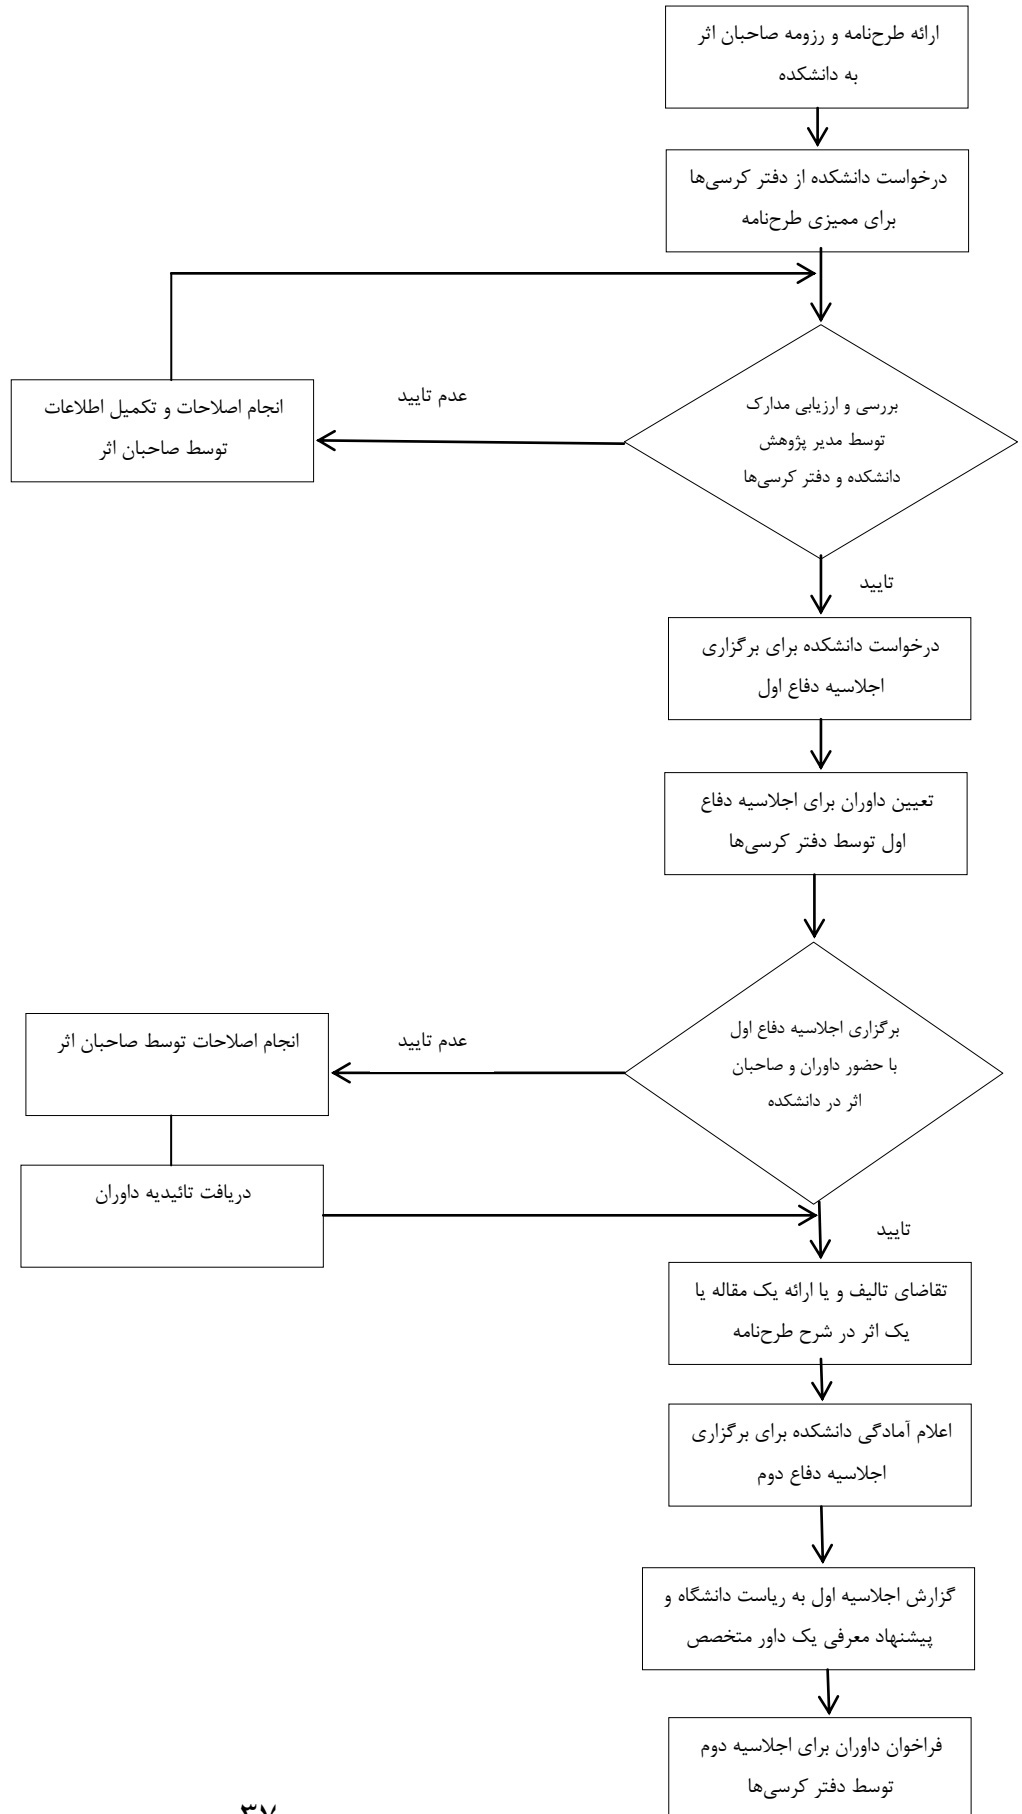 ارائه طرح‌نامه و رزومه صاحبان اثر
به دانشکده
درخواست دانشکده از دفتر کرسی‌ها
برای ممیزی طرح‌نامه
بررسی و ارزیابی مدارک
توسط مدیر پژوهش
دانشکده و دفتر کرسی‌ها
عدم تایید
انجام اصلاحات و تکمیل اطلاعات
توسط صاحبان اثر
تایید
درخواست دانشکده برای برگزاری
اجلاسیه دفاع اول
تعیین داوران برای اجلاسیه دفاع
اول توسط دفتر کرسی‌ها
برگزاری اجلاسیه دفاع اول
با حضور داوران و صاحبان
اثر در دانشکده
عدم تایید
انجام اصلاحات توسط صاحبان اثر
دریافت تائیدیه داوران
تایید
تقاضای تالیف و یا ارائه یک مقاله یا
یک اثر در شرح طرح‌نامه
اعلام آمادگی دانشکده برای برگزاری
اجلاسیه دفاع دوم
گزارش اجلاسیه اول به ریاست دانشگاه و
پیشنهاد معرفی یک داور متخصص
فراخوان داوران برای اجلاسیه دوم
توسط دفتر کرسی‌ها
۳۷